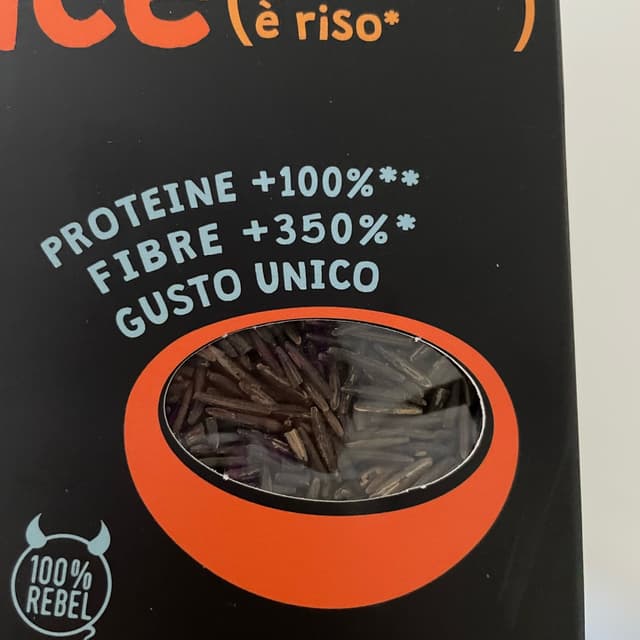 (è riso* )
PROTEINE +100%**
FIBRE +350%*
GUSTO UNICO
100%
REBEL